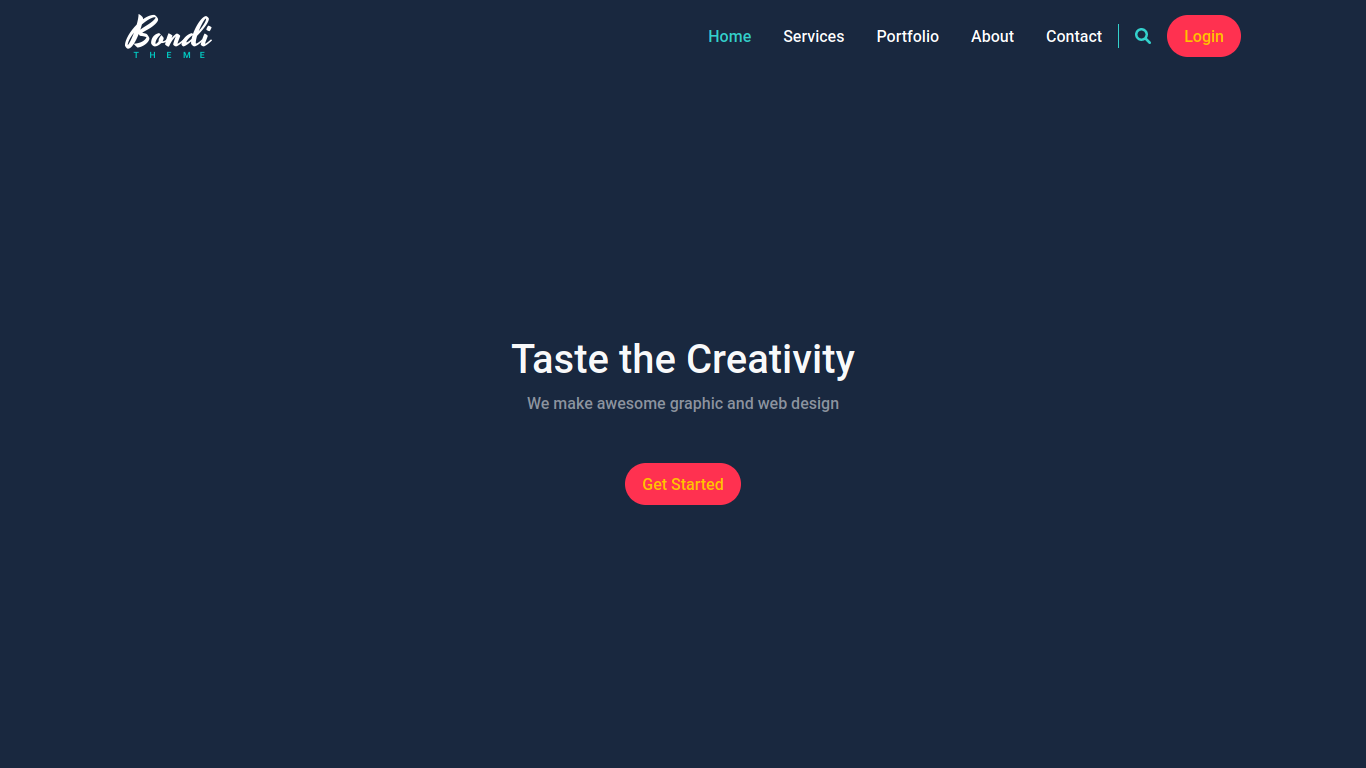 Bondi
THEME
Home Services Portfolio About Contact Login
Taste the Creativity
We make awesome graphic and web design
Get Started